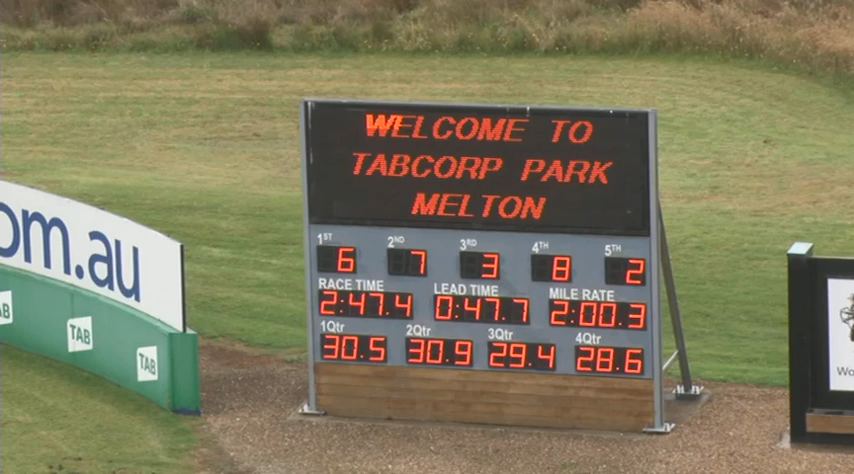 WELCOME TO
TABCORP PARK
MELTON
1ST 2ND 3RD 4TH 5TH
6 7 3 8 2
RACE TIME LEAD TIME MILE RATE
2:47.4 0:47.7 2:00.3
1Qtr 2Qtr 3Qtr 4Qtr
30.5 30.9 29.4 28.6
om.au
TAB
TAB